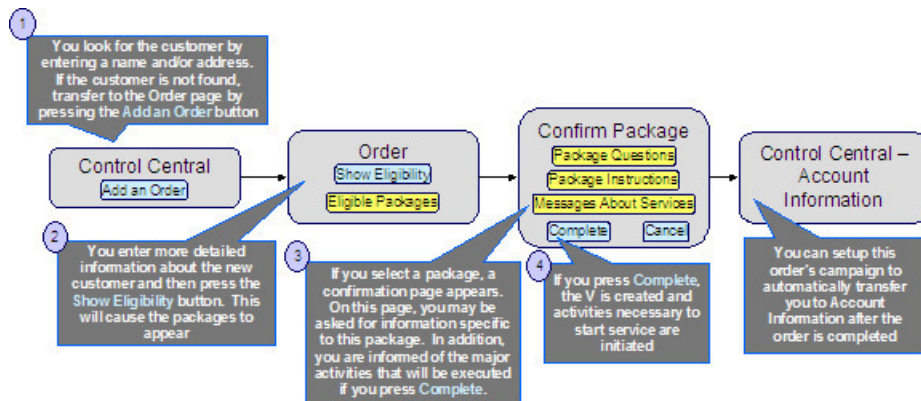 1
You look for the customer by
entering a name and/or address.
If the customer is not found,
transfer to the Order page by
pressing the Add an Order button
Control Central
Add an Order
Order
Show Eligibility
Eligible Packages
Confirm Package
Package Questions
Package Instructions
Messages About Services
Complete
Cancel
Control Central –
Account
Information
2
You enter more detailed
information about the new
customer and then press the
Show Eligibility button. This
will cause the packages to
appear
3
If you select a package, a
confirmation page appears.
On this page, you may be
asked for information specific
to this package. In addition,
you are informed of the major
activities that will be executed
if you press Complete.
4
If you press Complete,
the V is created and
activities necessary to
start service are
initiated
You can setup this
order's campaign to
automatically transfer
you to Account
Information after the
order is completed